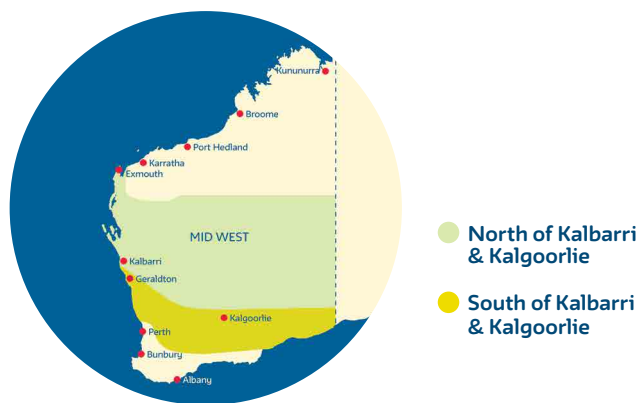 Kununurra
Broome
Port Hedland
Karratha
Exmouth
MID WEST
Kalbarri
Geraldton
Kalgoorlie
Perth
Bunbury
Albany
North of Kalbarri
& Kalgoorlie
South of Kalbarri
& Kalgoorlie